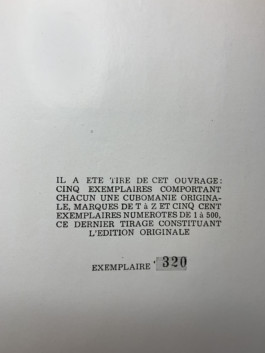 IL A ETE TIRE DE CET OUVRAGE:
CINQ EXEMPLAIRES COMPORTANT
CHACUN UNE CUBOMANIE ORIGINA-
LE, MARQUES DE T à Z ET CINQ CENT
EXEMPLAIRES NUMEROTES DE 1 à 500,
CE DERNIER TIRAGE CONSTITUANT
L'EDITION ORIGINALE
EXEMPLAIRE 320